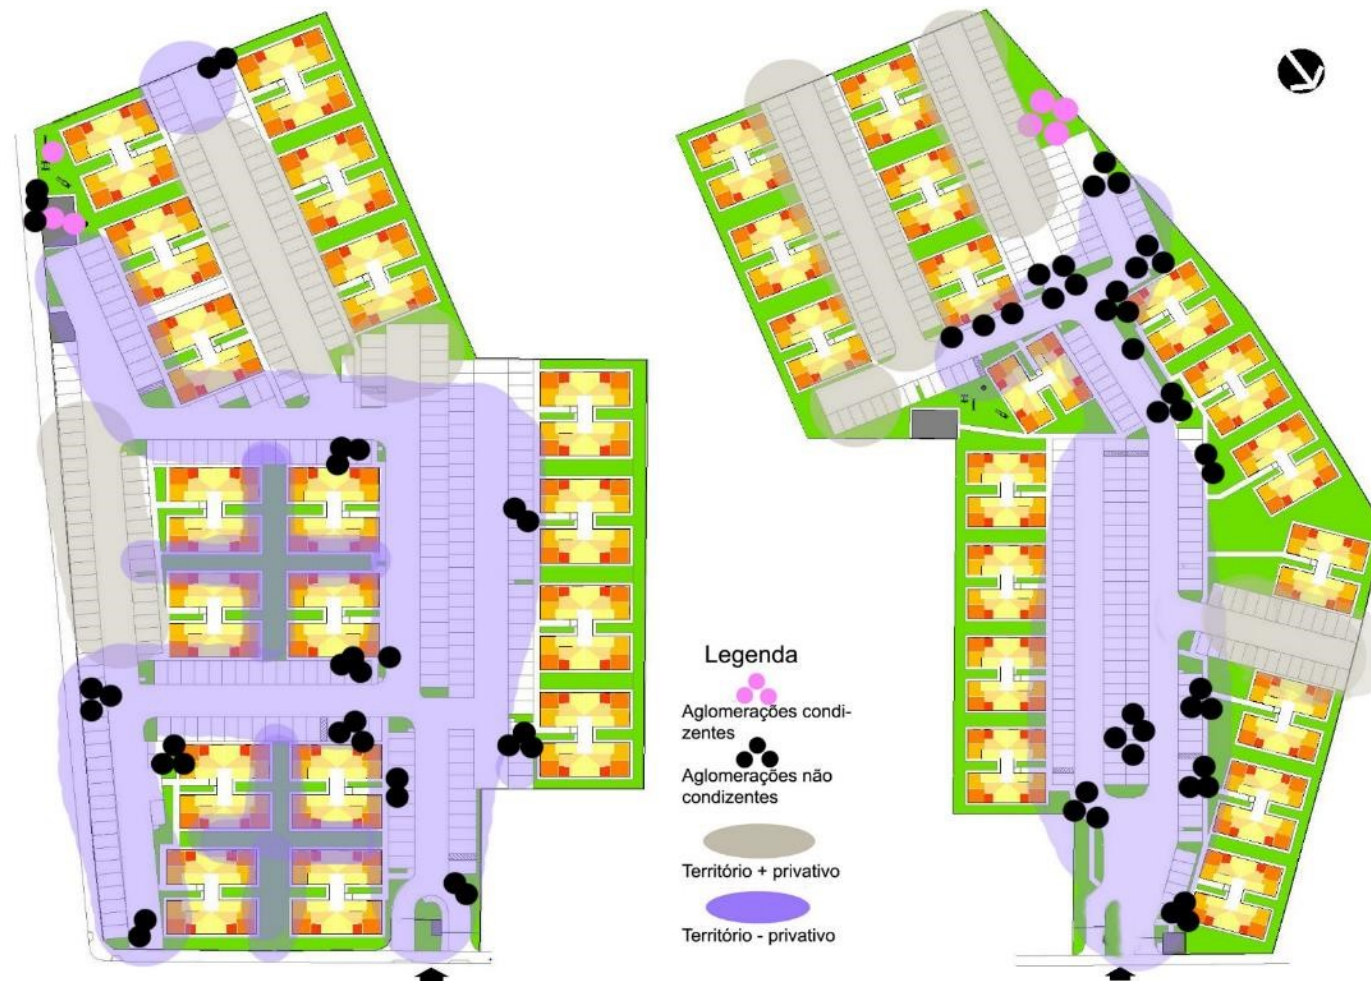 Legenda
Aglomerações condi-
zentes
Aglomerações não
condizentes
Território + privativo
Território - privativo